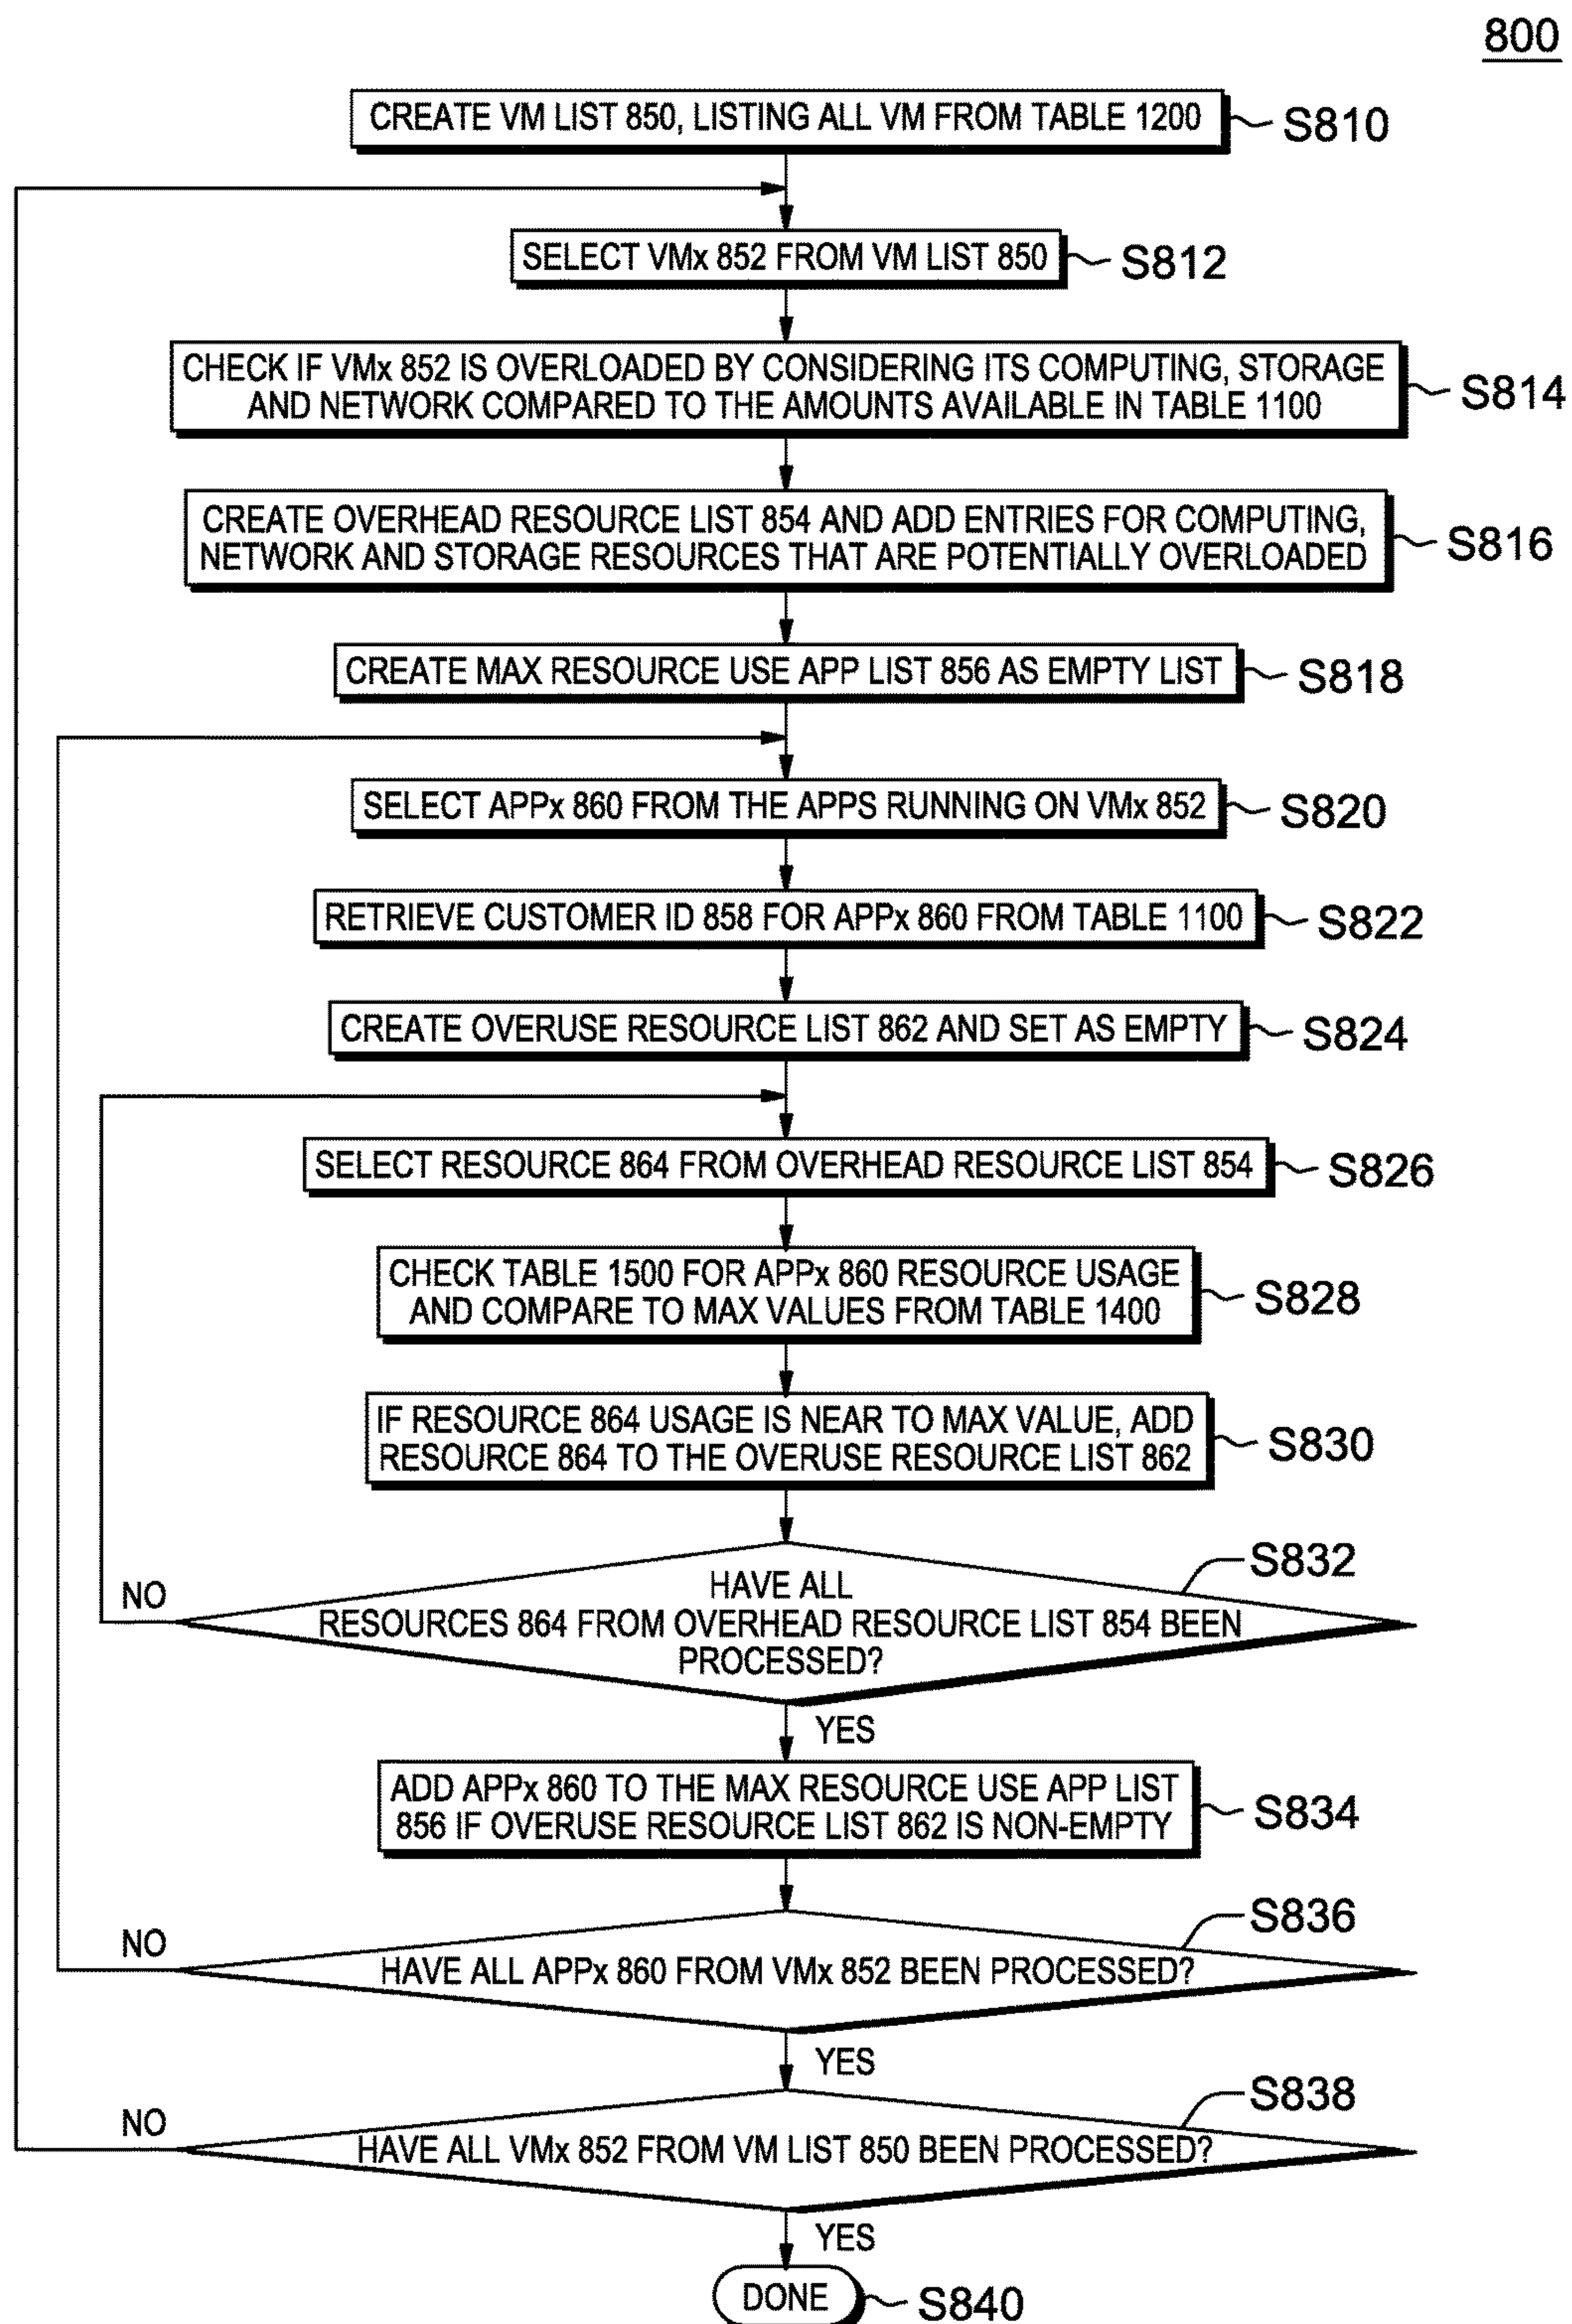 800
CREATE VM LIST 850, LISTING ALL VM FROM TABLE 1200
S810
SELECT VMx 852 FROM VM LIST 850
S812
CHECK IF VMx 852 IS OVERLOADED BY CONSIDERING ITS COMPUTING, STORAGE
AND NETWORK COMPARED TO THE AMOUNTS AVAILABLE IN TABLE 1100
S814
CREATE OVERHEAD RESOURCE LIST 854 AND ADD ENTRIES FOR COMPUTING,
NETWORK AND STORAGE RESOURCES THAT ARE POTENTIALLY OVERLOADED
S816
CREATE MAX RESOURCE USE APP LIST 856 AS EMPTY LIST
S818
SELECT APPx 860 FROM THE APPS RUNNING ON VMx 852
S820
RETRIEVE CUSTOMER ID 858 FOR APPx 860 FROM TABLE 1100
S822
CREATE OVERUSE RESOURCE LIST 862 AND SET AS EMPTY
S824
SELECT RESOURCE 864 FROM OVERHEAD RESOURCE LIST 854
S826
CHECK TABLE 1500 FOR APPx 860 RESOURCE USAGE
AND COMPARE TO MAX VALUES FROM TABLE 1400
S828
IF RESOURCE 864 USAGE IS NEAR TO MAX VALUE, ADD
RESOURCE 864 TO THE OVERUSE RESOURCE LIST 862
S830
HAVE ALL
RESOURCES 864 FROM OVERHEAD RESOURCE LIST 854 BEEN
PROCESSED?
S832
NO
YES
ADD APPx 860 TO THE MAX RESOURCE USE APP LIST
856 IF OVERUSE RESOURCE LIST 862 IS NON-EMPTY
S834
HAVE ALL APPx 860 FROM VMx 852 BEEN PROCESSED?
S836
NO
YES
HAVE ALL VMx 852 FROM VM LIST 850 BEEN PROCESSED?
S838
NO
YES
DONE
S840